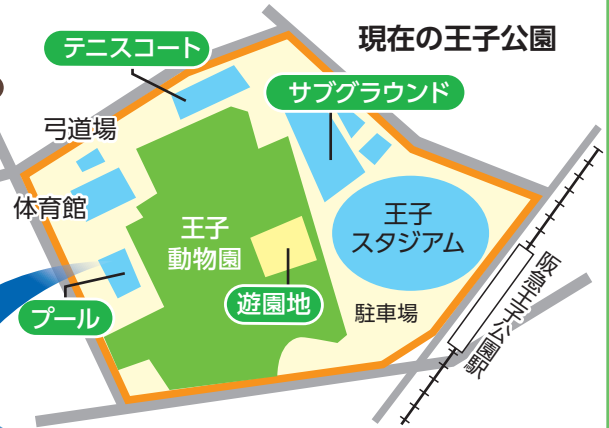 現在の王子公園
テニスコート
サブグラウンド
弓道場
体育館
王子
動物園
王子
スタジアム
遊園地
駐車場
プール
阪急王子公園駅